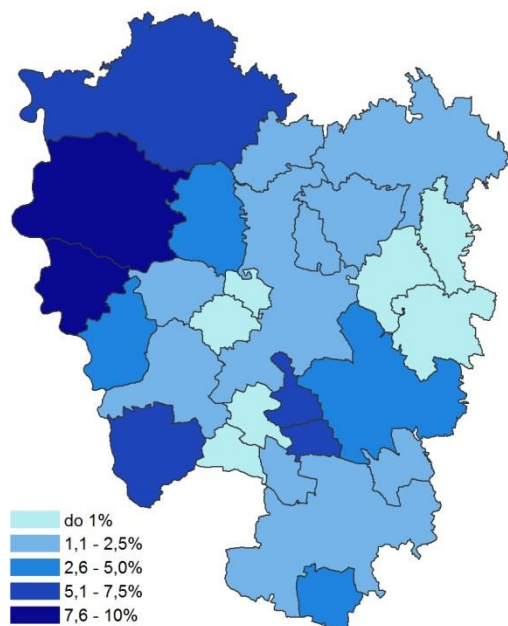 do 1%
1,1 - 2,5%
2,6 - 5,0%
5,1 - 7,5%
7,6 - 10%